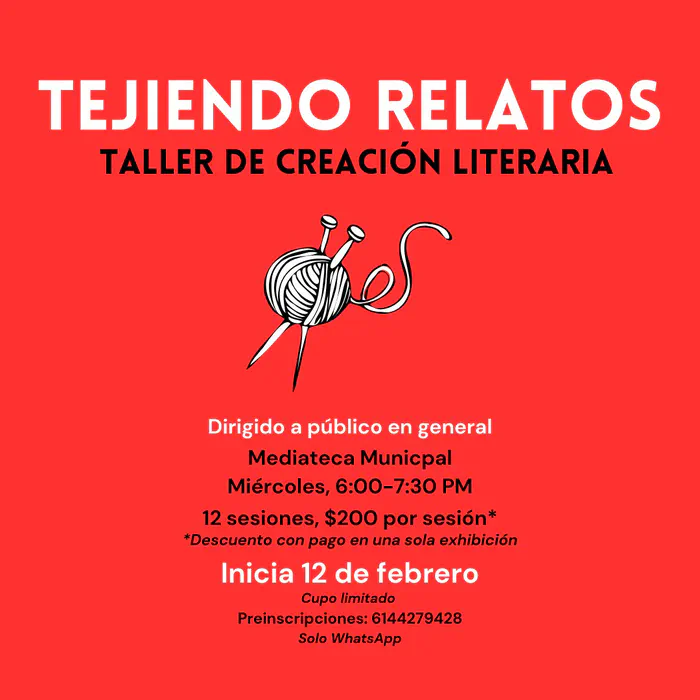 TEJIENDO RELATOS
TALLER DE CREACIÓN LITERARIA
Dirigido a público en general
Mediateca Municpal
Miércoles, 6:00-7:30 PM
12 sesiones, $200 por sesión*
*Descuento con pago en una sola exhibición
Inicia 12 de febrero
Cupo limitado
Preinscripciones: 6144279428
Solo WhatsApp